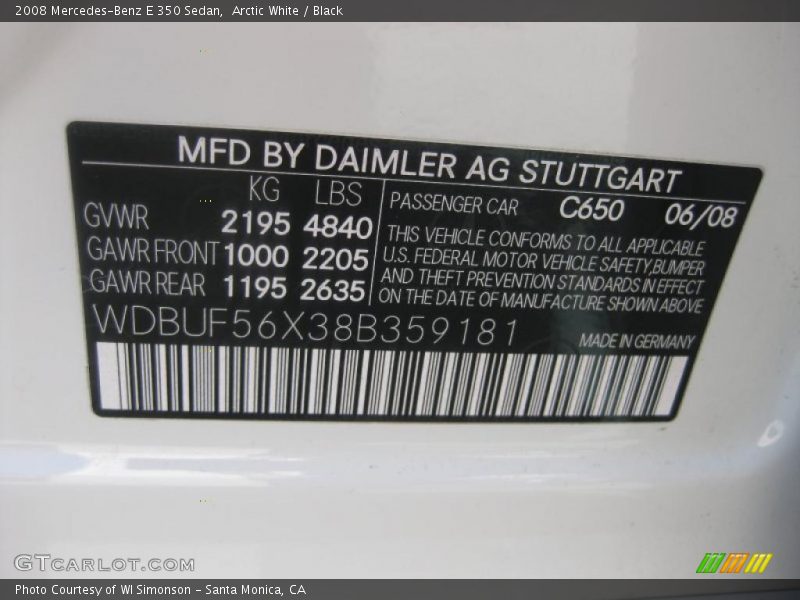 2008 Mercedes-Benz E 350 Sedan, Arctic White / Black
MFD BY DAIMLER AG STUTTGART
KG LBS
GVWR 2195 4840
GAWR FRONT 1000 2205
GAWR REAR 1195 2635
PASSENGER CAR C650 06/08
THIS VEHICLE CONFORMS TO ALL APPLICABLE
U.S. FEDERAL MOTOR VEHICLE SAFETY,BUMPER
AND THEFT PREVENTION STANDARDS IN EFFECT
ON THE DATE OF MANUFACTURE SHOWN ABOVE
WDBUF56X38B359181
MADE IN GERMANY
GTCARLOT.COM
Photo Courtesy of WI Simonson - Santa Monica, CA